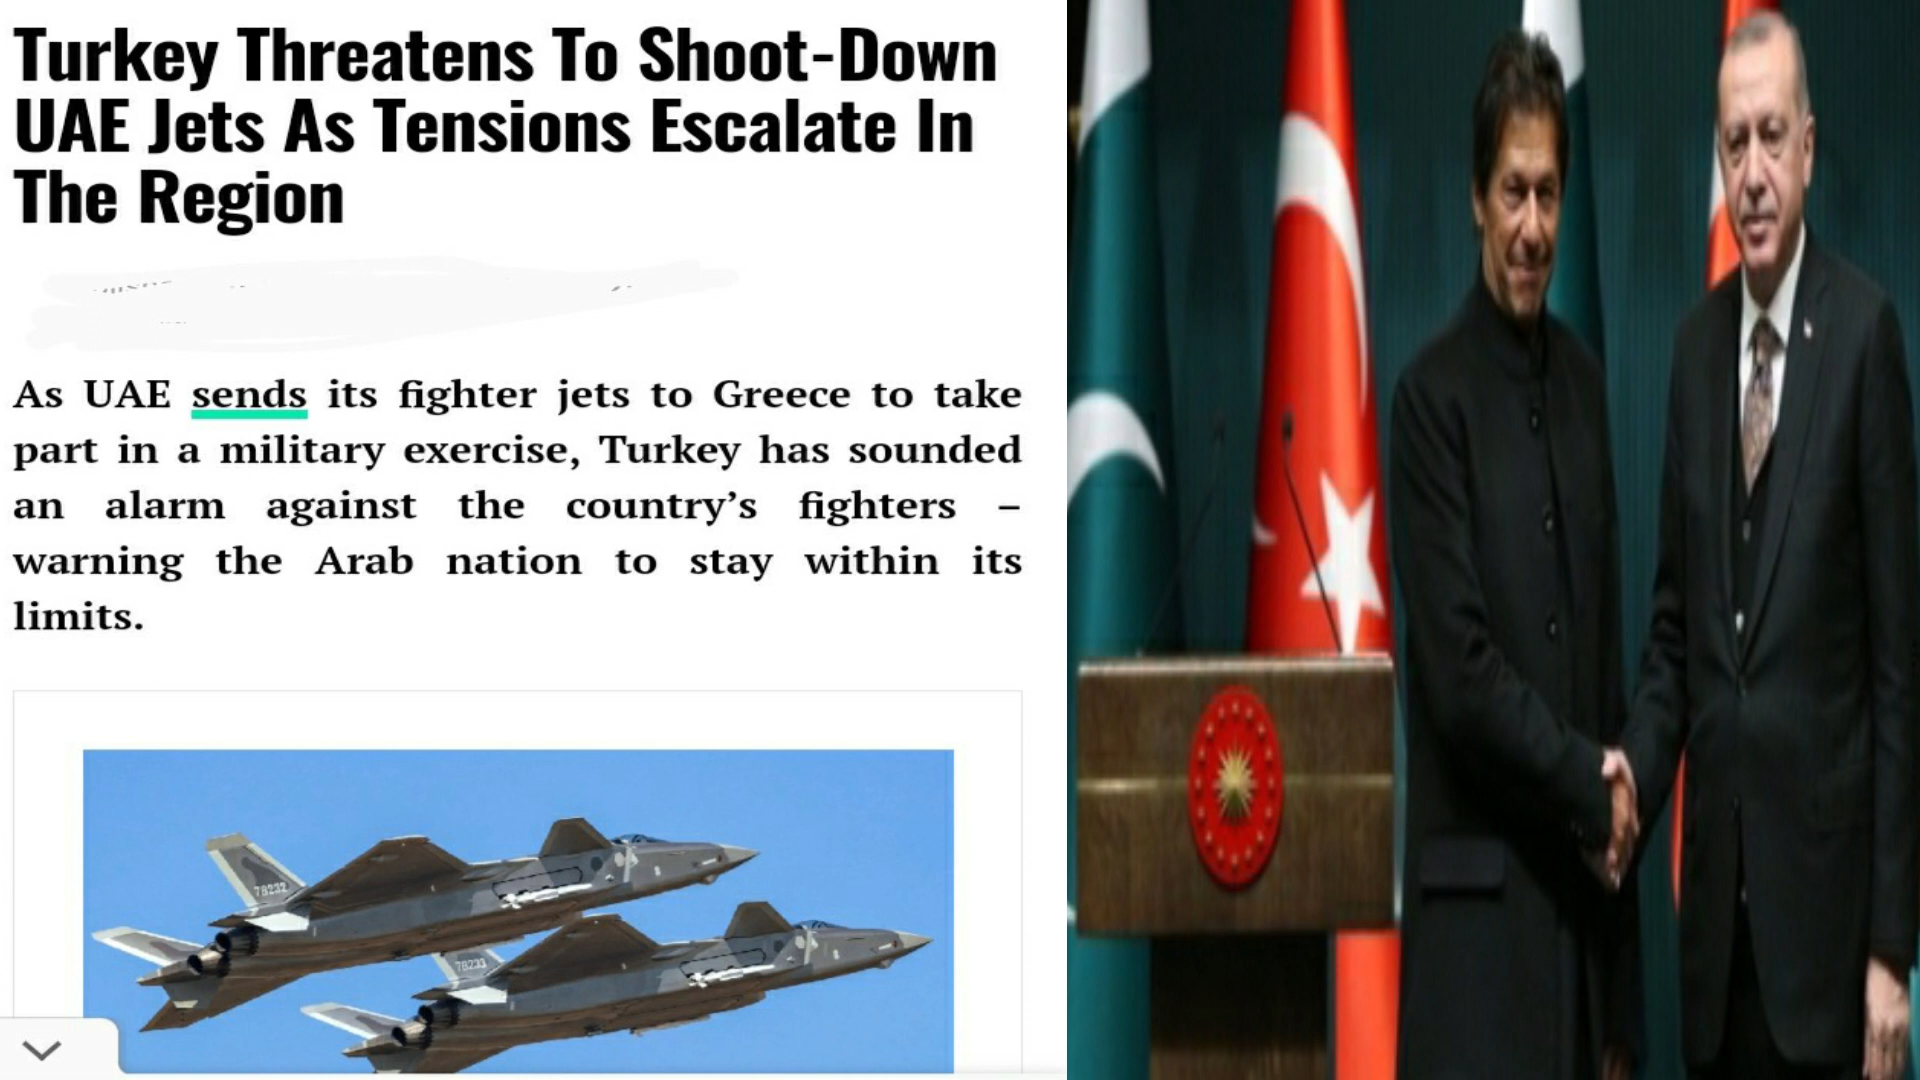 Turkey Threatens To Shoot-Down
UAE Jets As Tensions Escalate In
The Region
As UAE sends its fighter jets to Greece to take
part in a military exercise, Turkey has sounded
an alarm against the country’s fighters –
warning the Arab nation to stay within its
limits.
78232
78233